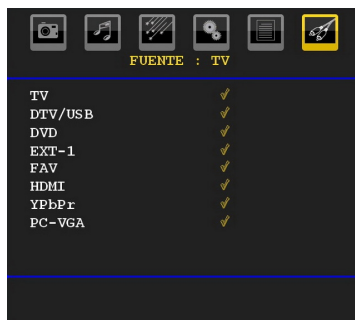 FUENTE : TV
TV
DTV/USB
DVD
EXT-1
FAV
HDMI
YPbPr
PC-VGA